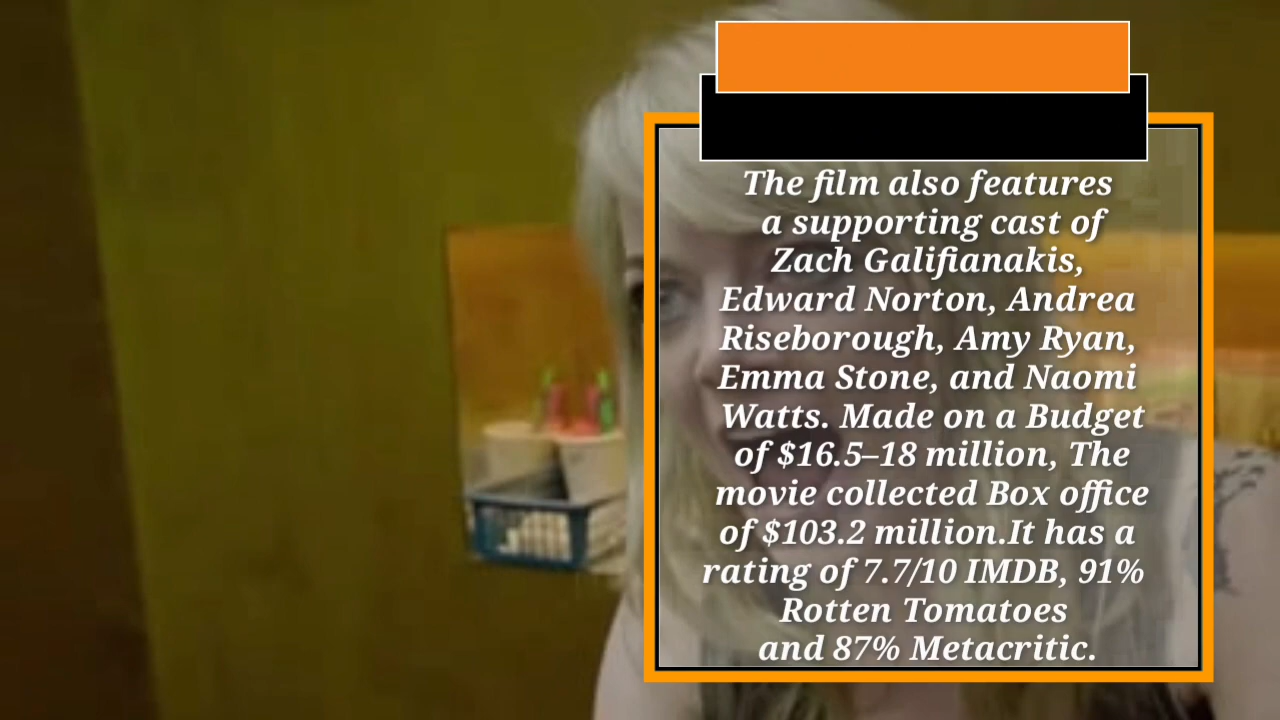 The film also features
a supporting cast of
Zach Galifianakis,
Edward Norton, Andrea
Riseborough, Amy Ryan,
Emma Stone, and Naomi
Watts. Made on a Budget
of $16.5–18 million, The
movie collected Box office
of $103.2 million.It has a
rating of 7.7/10 IMDB, 91%
Rotten Tomatoes
and 87% Metacritic.